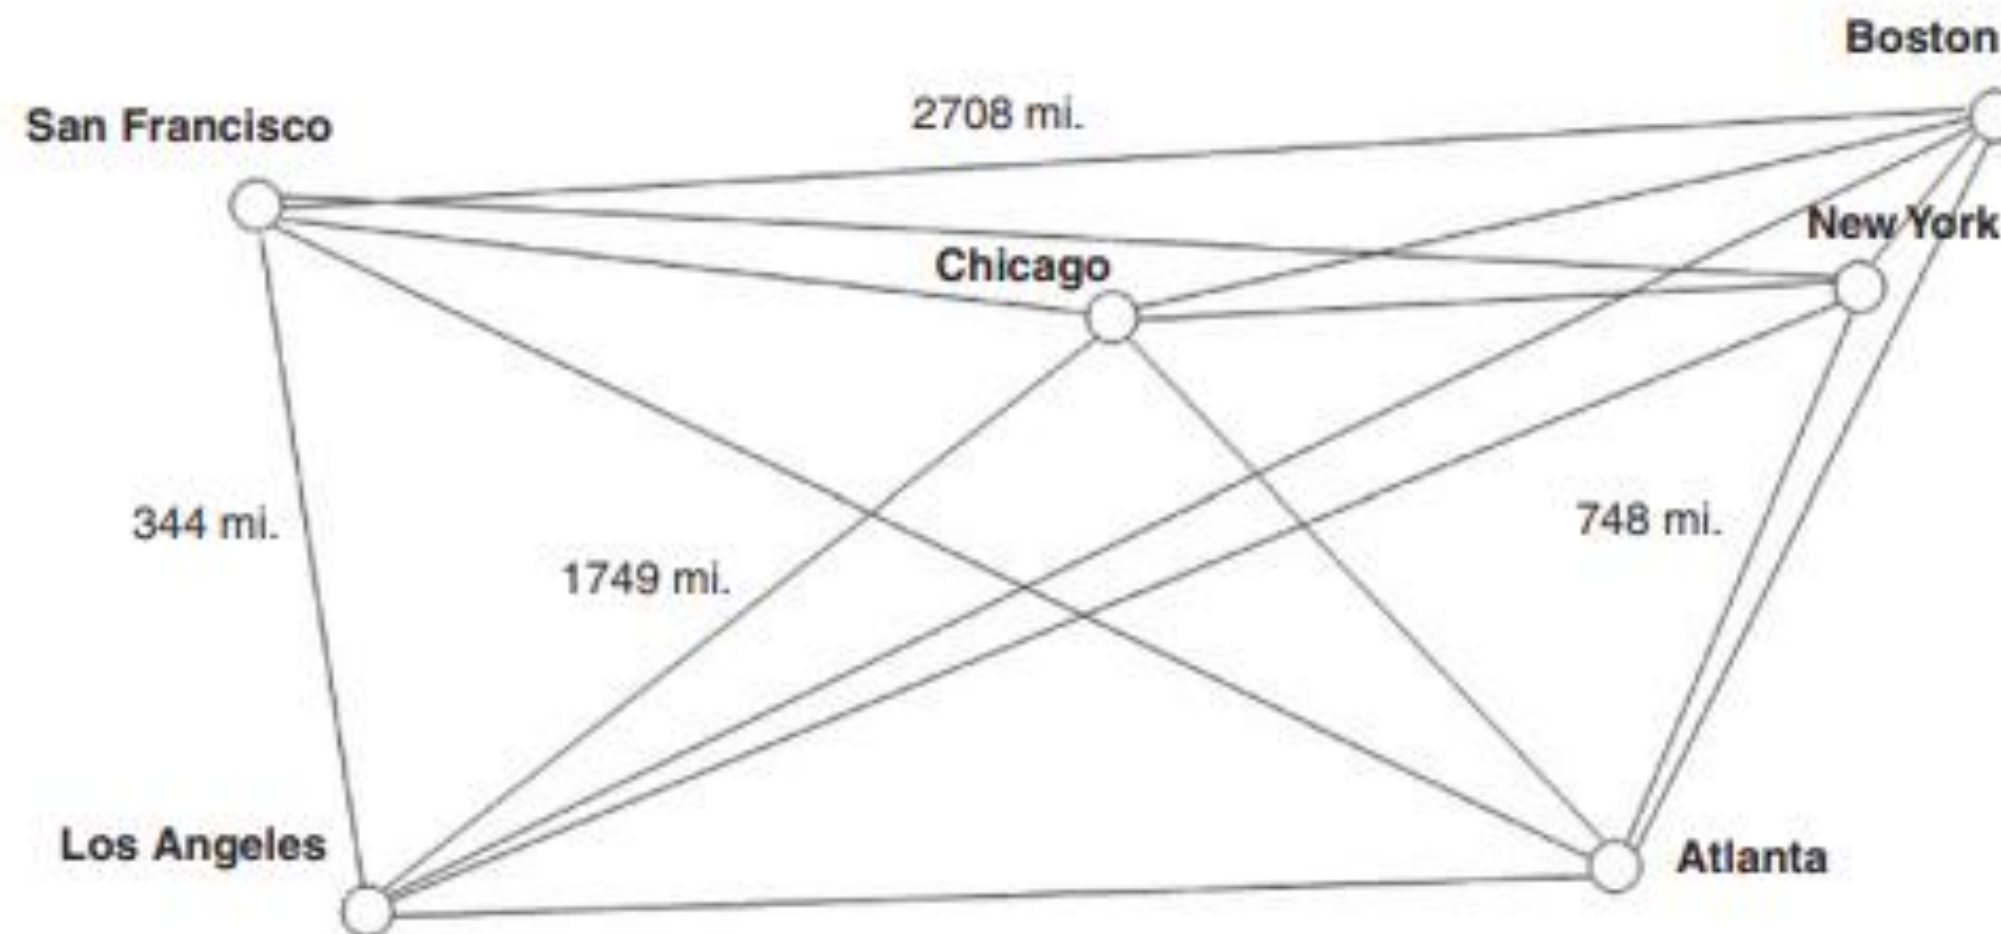 Boston
2708 mi.
San Francisco
New York
Chicago
344 mi.
748 mi.
1749 mi.
Los Angeles
Atlanta